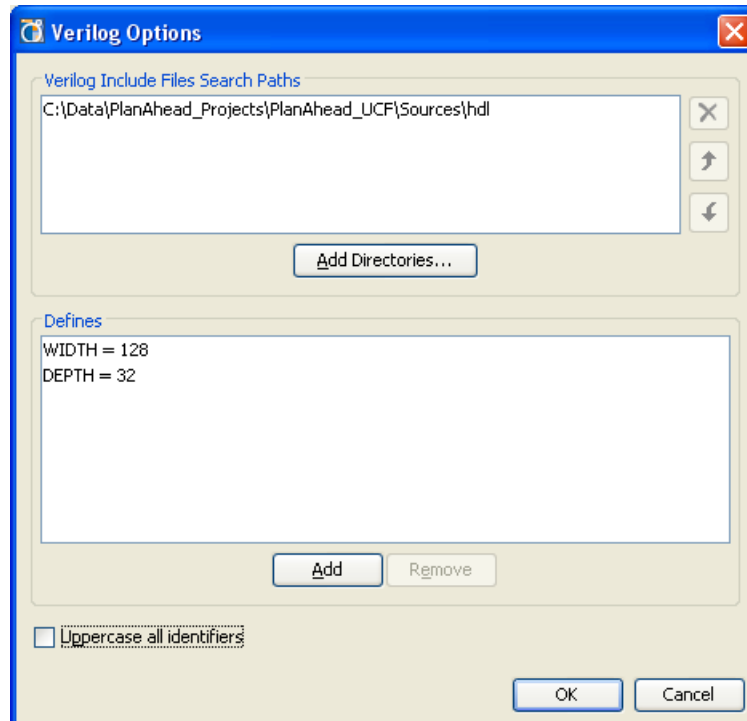 Verilog Options
Verilog Include Files Search Paths
C:\Data\PlanAhead_Projects\PlanAhead_UCF\Sources\hdl
Add Directories...
Defines
WIDTH = 128
DEPTH = 32
Add Remove
Uppercase all identifiers
OK Cancel